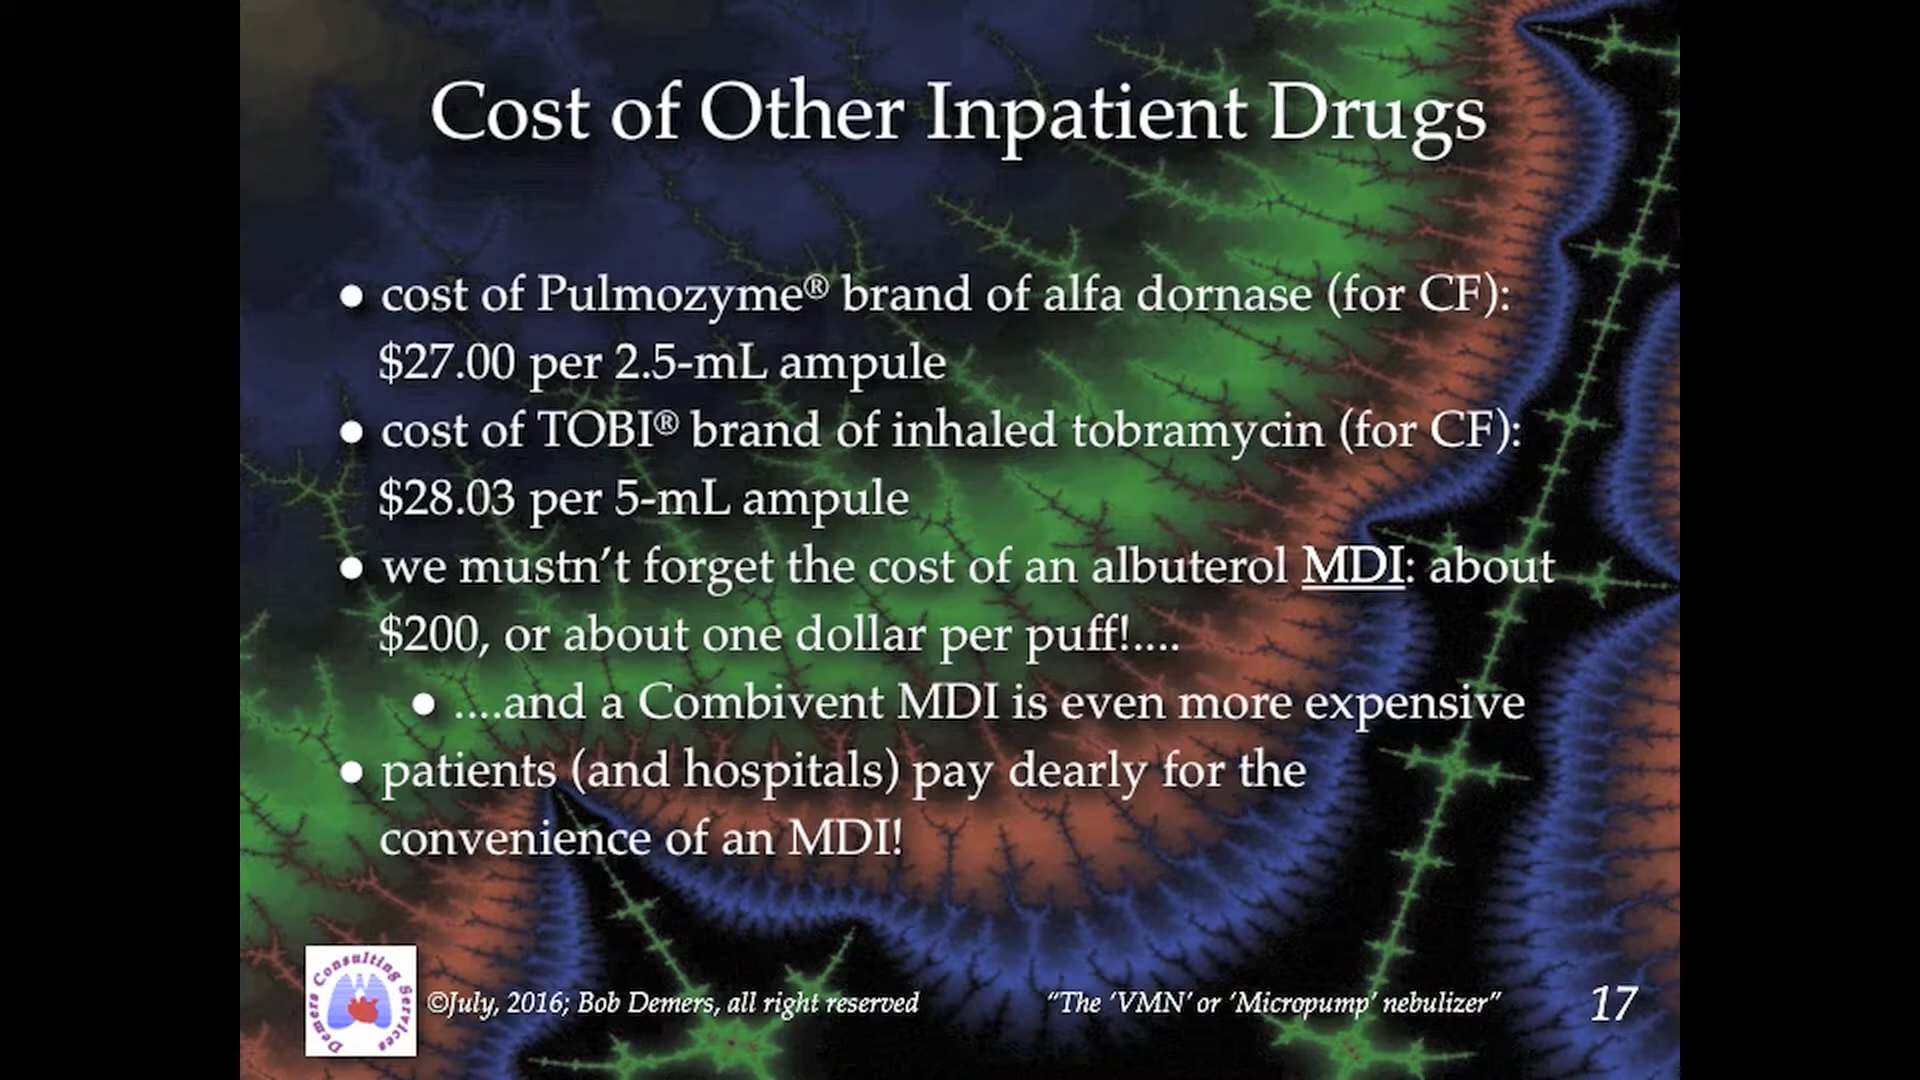 Cost of Other Inpatient Drugs
● cost of Pulmozyme® brand of alfa dornase (for CF):
$27.00 per 2.5-mL ampule
● cost of TOBI® brand of inhaled tobramycin (for CF):
$28.03 per 5-mL ampule
● we mustn’t forget the cost of an albuterol MDI: about
$200, or about one dollar per puff!....
● ....and a Combivent MDI is even more expensive
● patients (and hospitals) pay dearly for the
convenience of an MDI!
Demers Consulting Services
©July, 2016; Bob Demers, all right reserved
“The ‘VMN’ or ‘Micropump’ nebulizer”
17